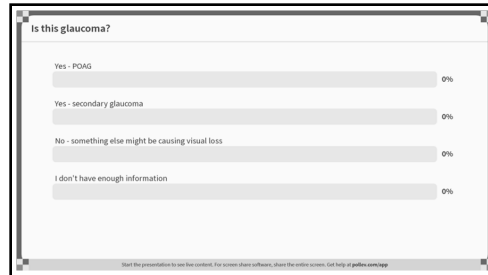 Is this glaucoma?
Yes - POAG
0%
Yes - secondary glaucoma
0%
No - something else might be causing visual loss
0%
I don't have enough information
0%
Start the presentation to see live content. For screen share software, share the entire screen. Get help at pollev.com/app